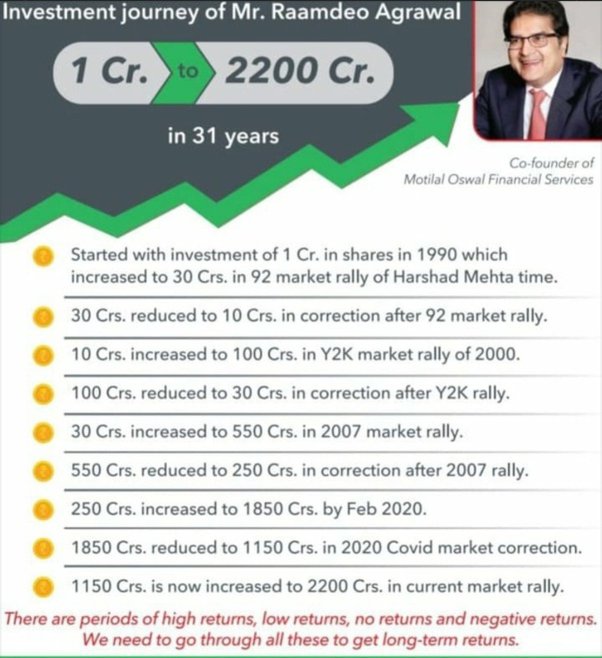 Investment journey of Mr. Raamdeo Agrawal
1 Cr. to 2200 Cr.
in 31 years
Co-founder of
Motilal Oswal Financial Services
Started with investment of 1 Cr. in shares in 1990 which
increased to 30 Crs. in 92 market rally of Harshad Mehta time.
30 Crs. reduced to 10 Crs. in correction after 92 market rally.
10 Crs. increased to 100 Crs. in Y2K market rally of 2000.
100 Crs. reduced to 30 Crs. in correction after Y2K rally.
30 Crs. increased to 550 Crs. in 2007 market rally.
550 Crs. reduced to 250 Crs. in correction after 2007 rally.
250 Crs. increased to 1850 Crs. by Feb 2020.
1850 Crs. reduced to 1150 Crs. in 2020 Covid market correction.
1150 Crs. is now increased to 2200 Crs. in current market rally.
There are periods of high returns, low returns, no returns and negative returns.
We need to go through all these to get long-term returns.